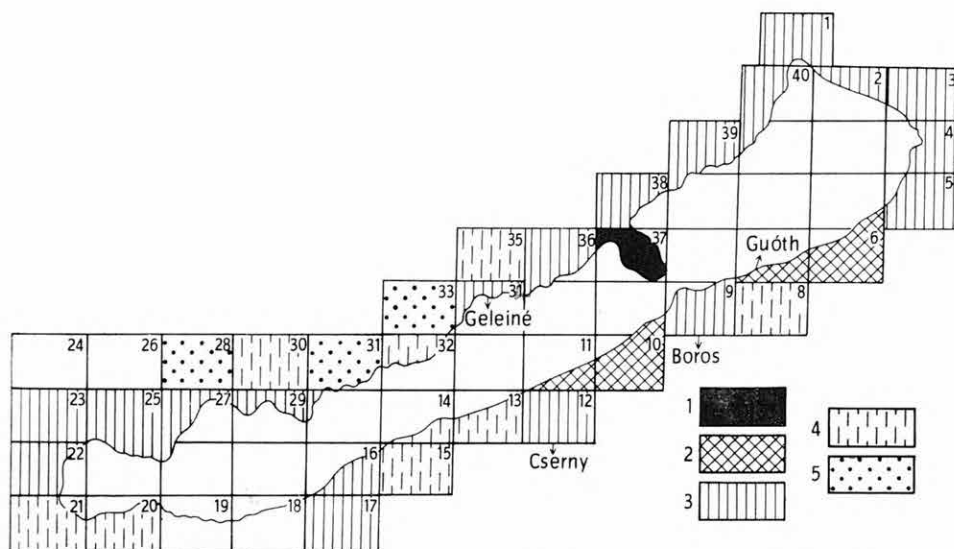 1
40 2 3
39 4
38 5
35 36 37 Guóth 6
33 31 9 8
Geleiné
24 26 28 30 31 32 11 10 Boros
23 25 27 29 14 13 12
22 16 15 Cserny
21 20 19 18 17
1
2
3
4
5